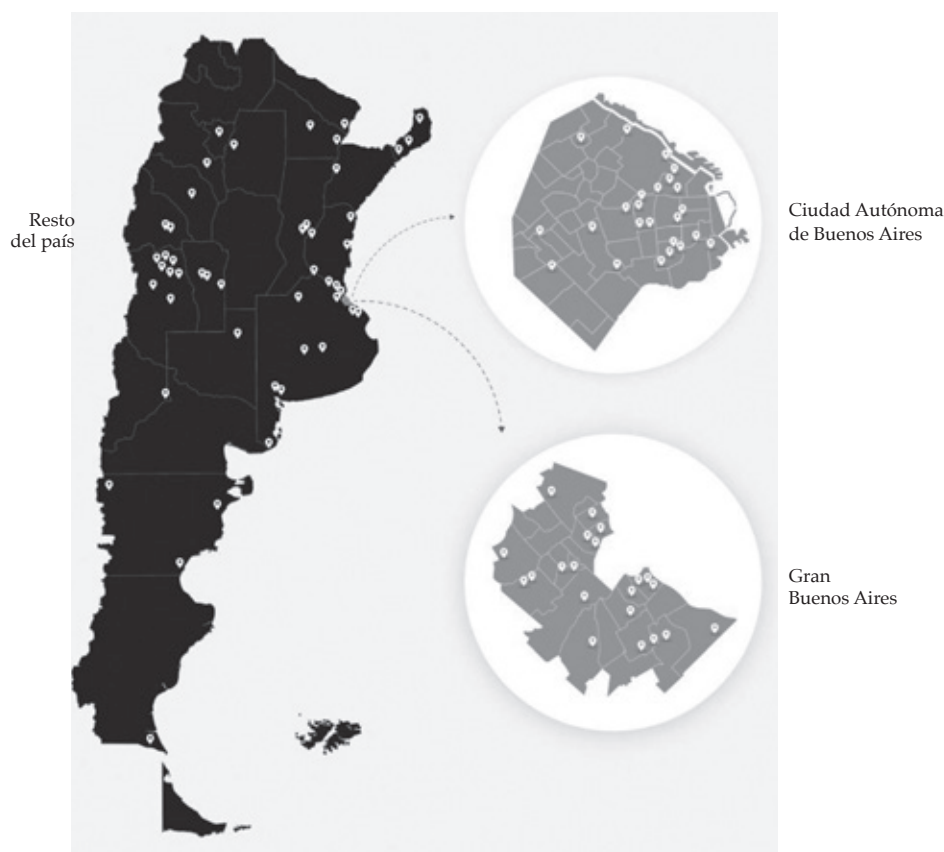 Resto
del país
Ciudad Autónoma
de Buenos Aires
Gran
Buenos Aires